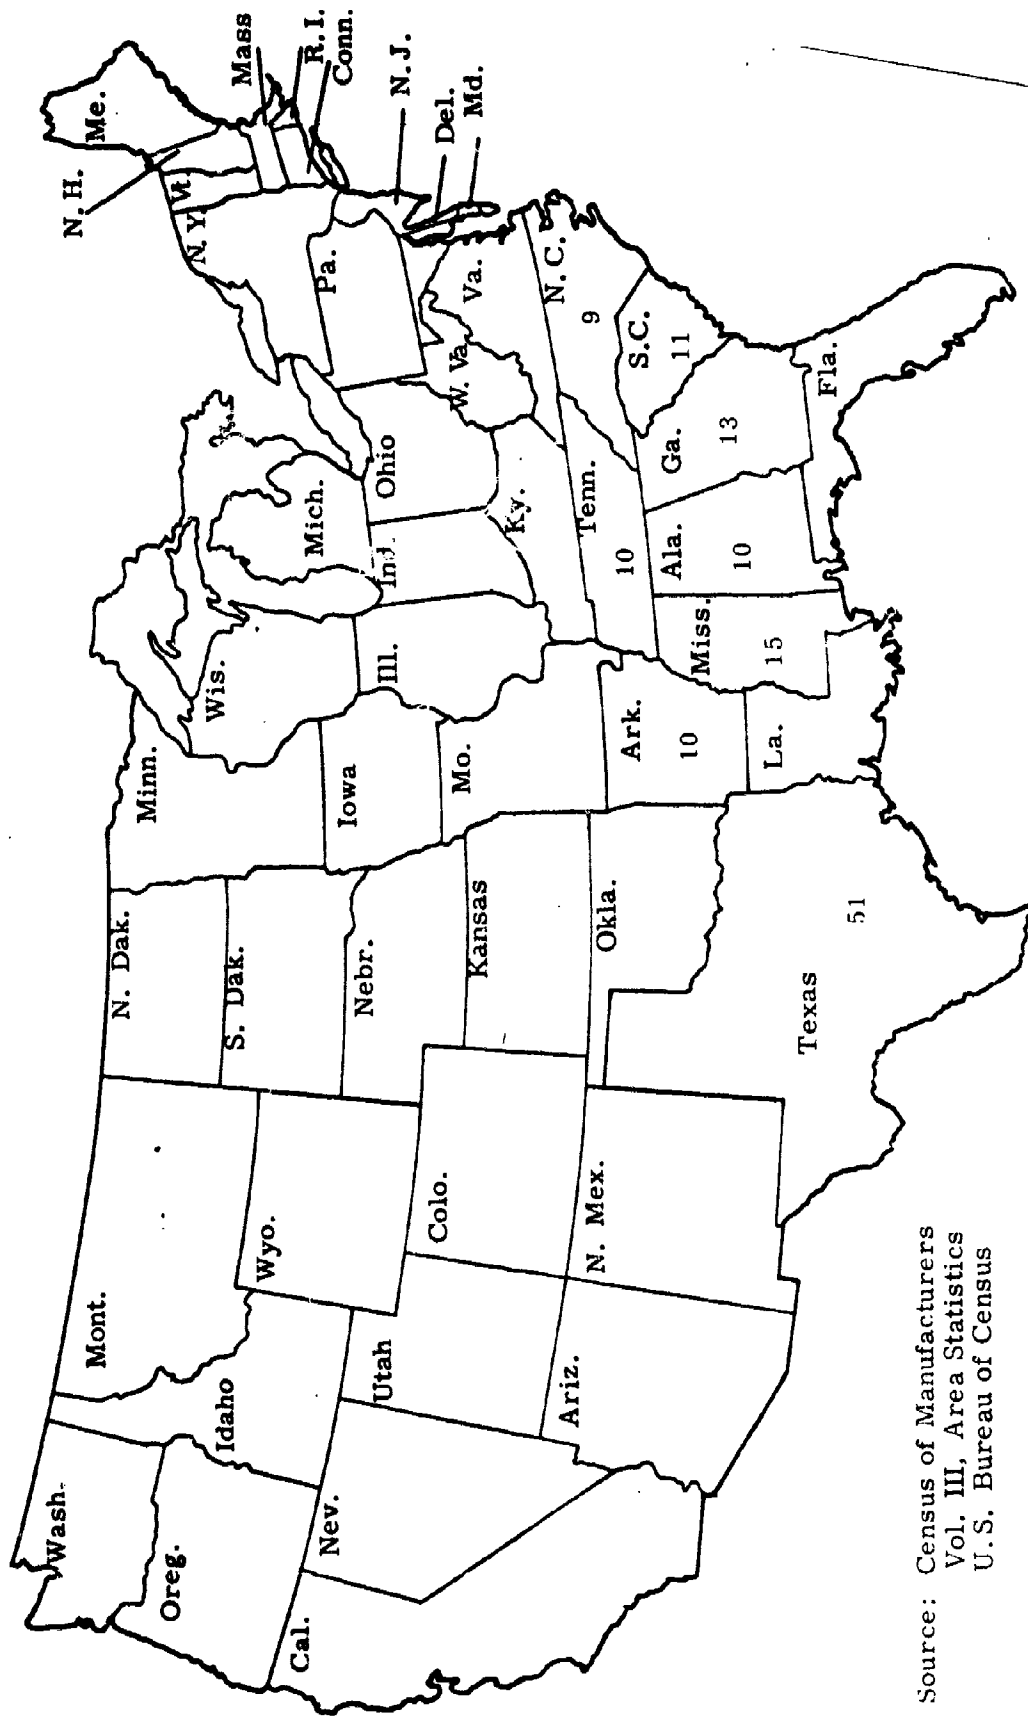 Wash.
Oreg.
Cal.
Nev.
Idaho
Mont.
Wyo.
Utah
Ariz.
Colo.
N. Mex.
N. Dak.
S. Dak.
Nebr.
Kansas
Okla.
Texas
51
Minn.
Iowa
Mo.
Ark.
10
La.
Wis.
Ill.
Miss.
15
Mich.
Ind.
Ohio
Ky.
Tenn.
10
Ala.
10
Ga.
13
Fla.
S.C.
11
N.C.
9
Va.
W. Va
Pa.
N.Y.
Vt.
N.H.
Me.
Mass
R.I.
Conn.
N.J.
Del.
Md.
Source: Census of Manufacturers
Vol. III, Area Statistics
U.S. Bureau of Census